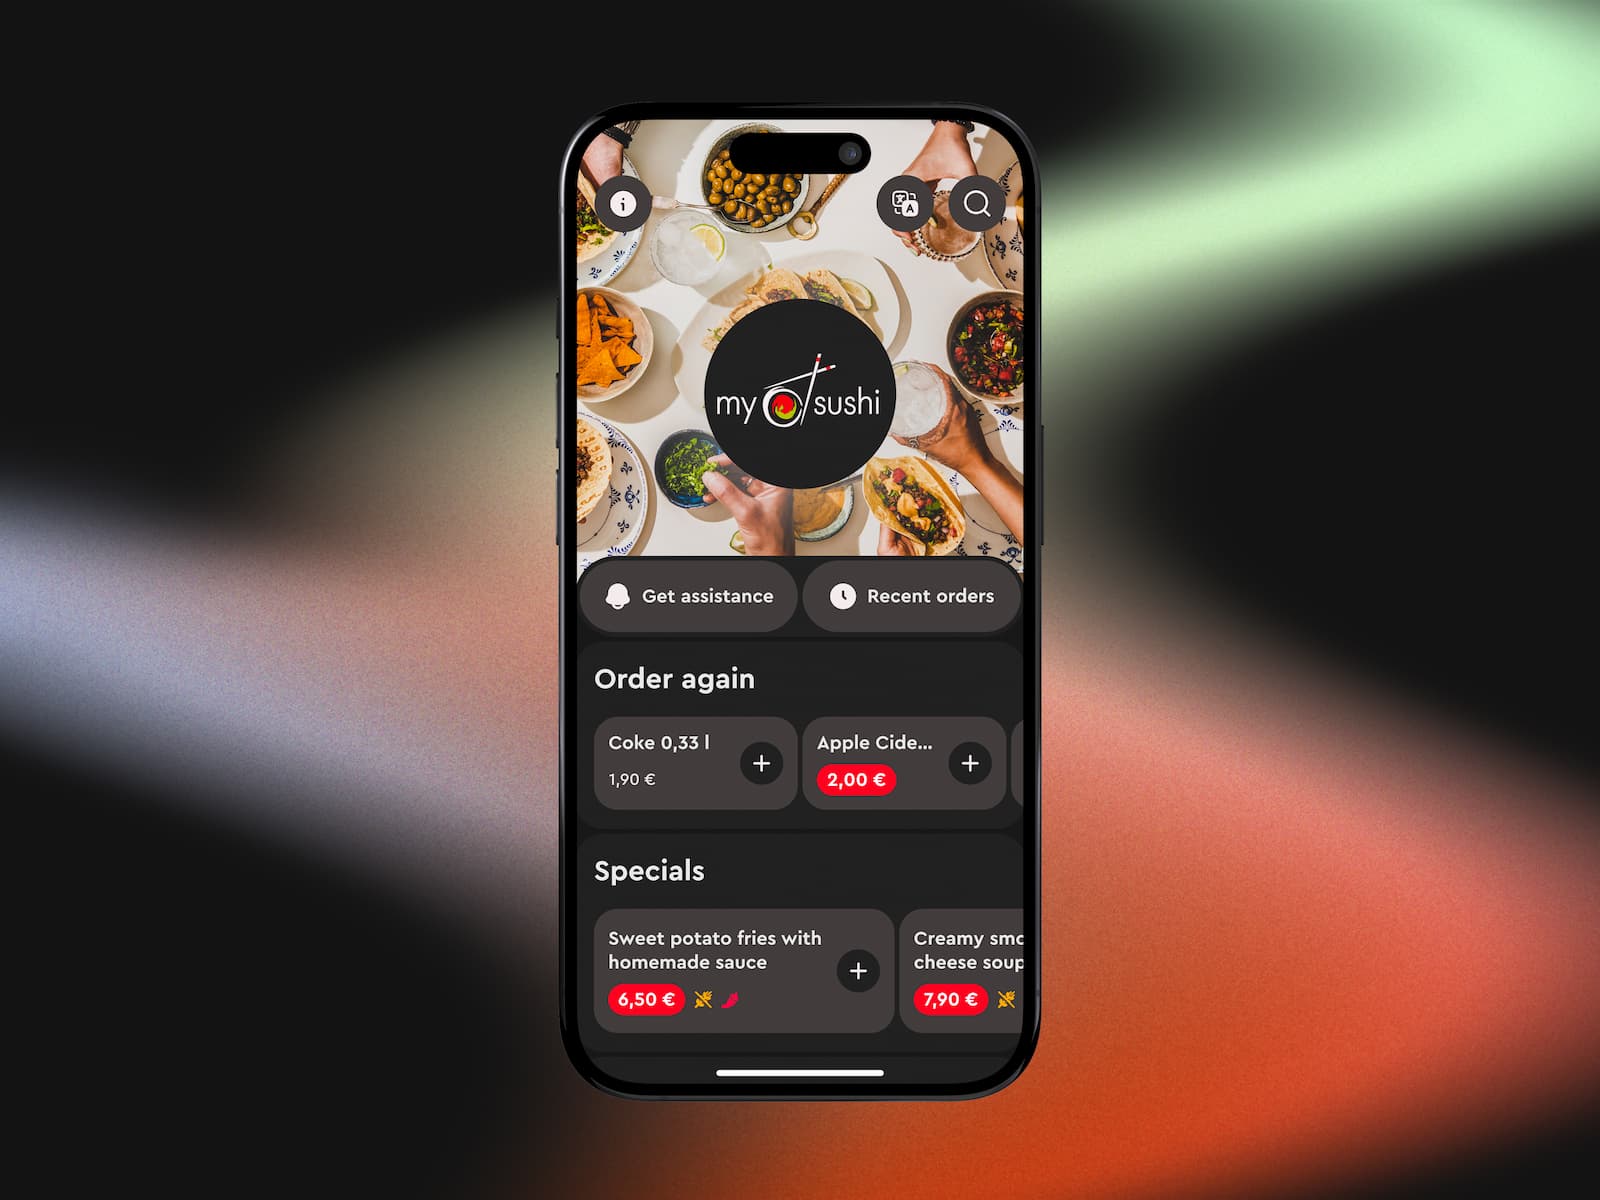 my sushi
Get assistance
Recent orders
Order again
Coke 0,33 l
1,90 €
Apple Cide...
2,00 €
Specials
Sweet potato fries with
homemade sauce
6,50 €
Creamy smo
cheese soup
7,90 €